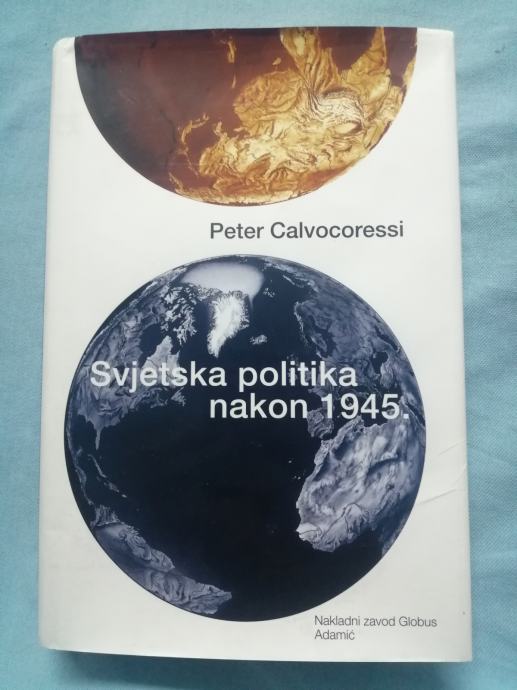 Peter Calvocoressi
Svjetska politika
nakon 1945.
Nakladni zavod Globus
Adamić